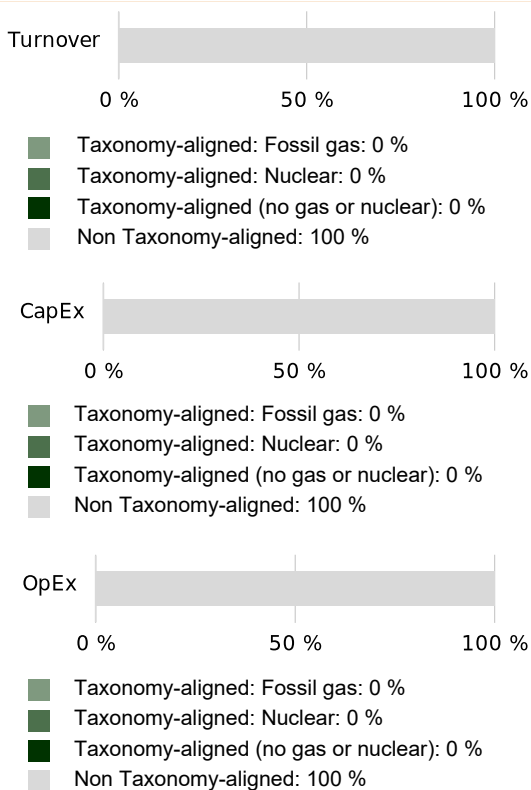 Turnover
0 % 50 % 100 %
Taxonomy-aligned: Fossil gas: 0 %
Taxonomy-aligned: Nuclear: 0 %
Taxonomy-aligned (no gas or nuclear): 0 %
Non Taxonomy-aligned: 100 %
CapEx
0 % 50 % 100 %
Taxonomy-aligned: Fossil gas: 0 %
Taxonomy-aligned: Nuclear: 0 %
Taxonomy-aligned (no gas or nuclear): 0 %
Non Taxonomy-aligned: 100 %
OpEx
0 % 50 % 100 %
Taxonomy-aligned: Fossil gas: 0 %
Taxonomy-aligned: Nuclear: 0 %
Taxonomy-aligned (no gas or nuclear): 0 %
Non Taxonomy-aligned: 100 %